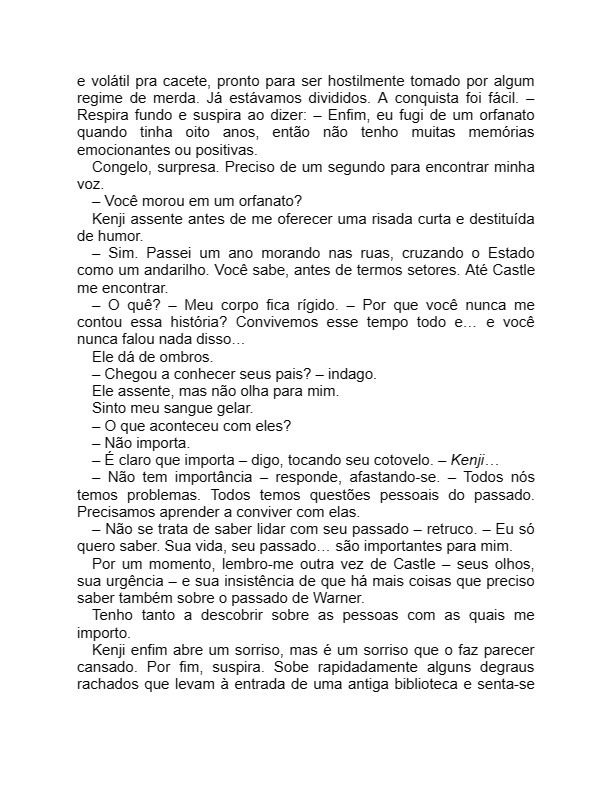 e volátil pra cacete, pronto para ser hostilmente tomado por algum
regime de merda. Já estávamos divididos. A conquista foi fácil. –
Respira fundo e suspira ao dizer: – Enfim, eu fugi de um orfanato
quando tinha oito anos, então não tenho muitas memórias
emocionantes ou positivas.
Congelo, surpresa. Preciso de um segundo para encontrar minha
voz.
– Você morou em um orfanato?
Kenji assente antes de me oferecer uma risada curta e destituída
de humor.
– Sim. Passei um ano morando nas ruas, cruzando o Estado
como um andarilho. Você sabe, antes de termos setores. Até Castle
me encontrar.
– O quê? – Meu corpo fica rígido. – Por que você nunca me
contou essa história? Convivemos esse tempo todo e… e você
nunca falou nada disso…
Ele dá de ombros.
– Chegou a conhecer seus pais? – indago.
Ele assente, mas não olha para mim.
Sinto meu sangue gelar.
– O que aconteceu com eles?
– Não importa.
– É claro que importa – digo, tocando seu cotovelo. – Kenji…
– Não tem importância – responde, afastando-se. – Todos nós
temos problemas. Todos temos questões pessoais do passado.
Precisamos aprender a conviver com elas.
– Não se trata de saber lidar com seu passado – retruco. – Eu só
quero saber. Sua vida, seu passado… são importantes para mim.
Por um momento, lembro-me outra vez de Castle – seus olhos,
sua urgência – e sua insistência de que há mais coisas que preciso
saber também sobre o passado de Warner.
Tenho tanto a descobrir sobre as pessoas com as quais me
importo.
Kenji enfim abre um sorriso, mas é um sorriso que o faz parecer
cansado. Por fim, suspira. Sobe rapidadamente alguns degraus
rachados que levam à entrada de uma antiga biblioteca e senta-se